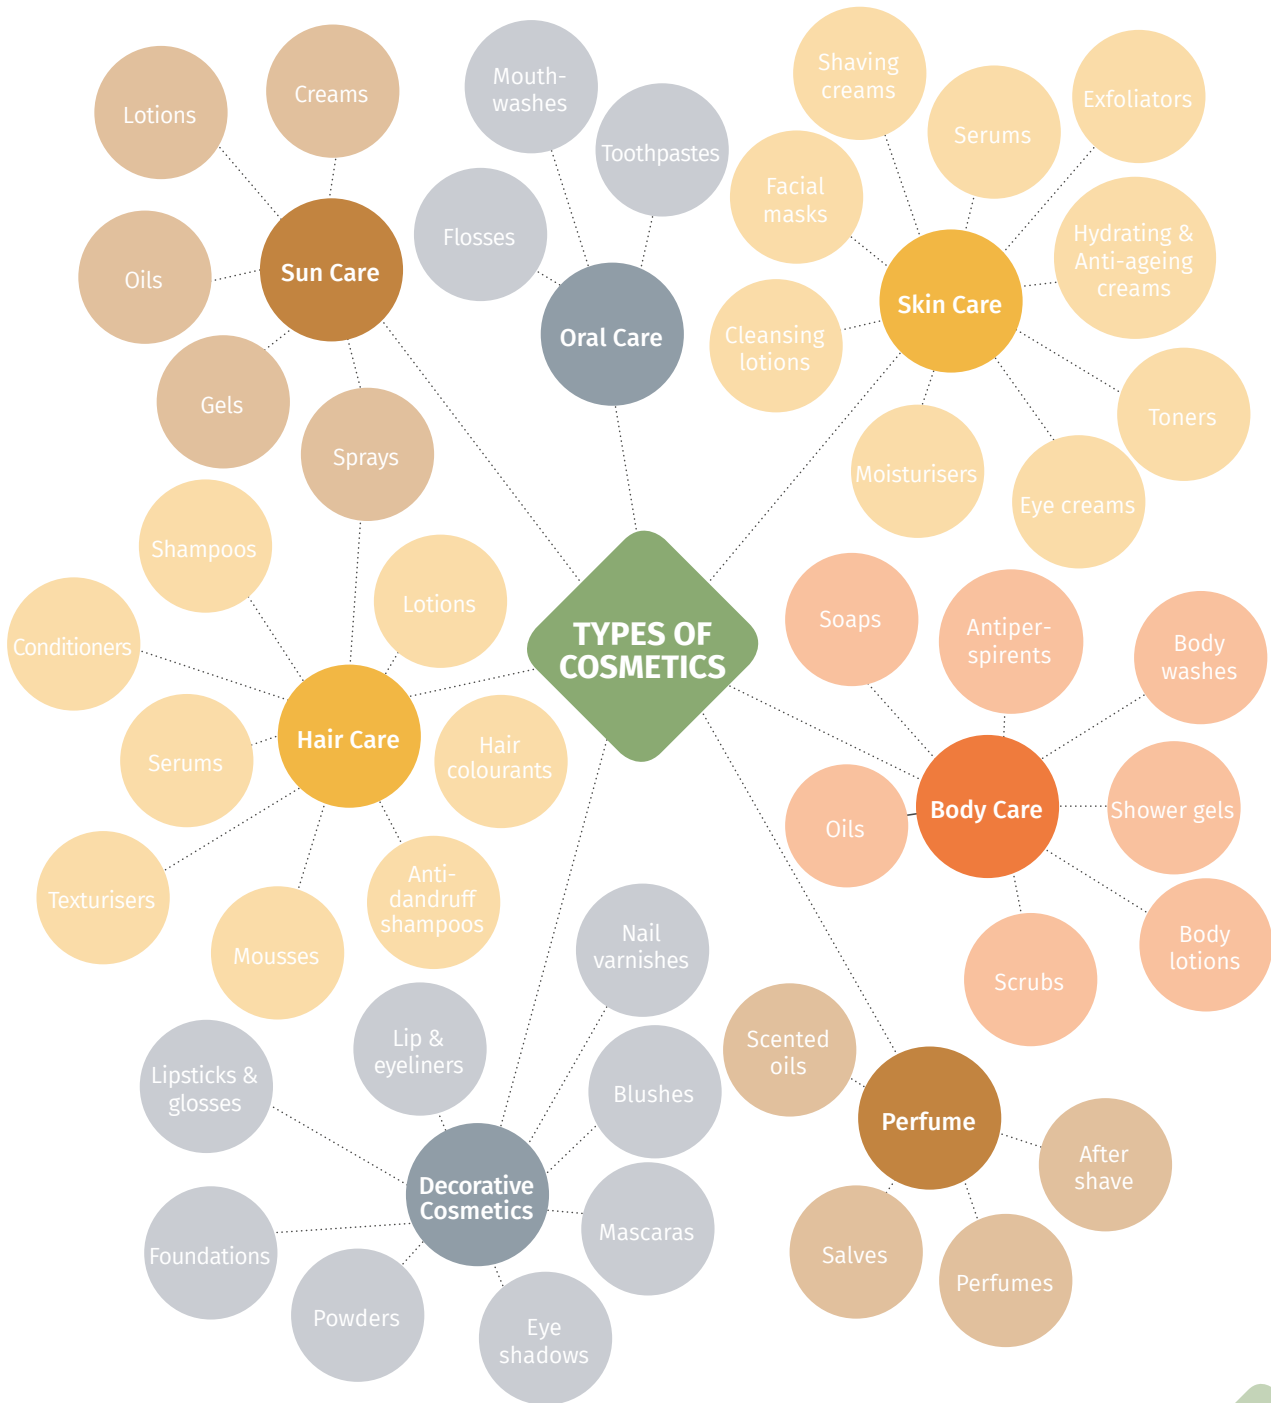 Lotions
Creams
Oils
Sun Care
Gels
Sprays
Mouth-
washes
Toothpastes
Flosses
Oral Care
Shaving
creams
Serums
Exfoliators
Facial
masks
Hydrating &
Anti-ageing
creams
Skin Care
Cleansing
lotions
Toners
Moisturisers
Eye creams
TYPES OF
COSMETICS
Shampoos
Lotions
Conditioners
Hair Care
Hair
colourants
Serums
Texturisers
Anti-
dandruff
shampoos
Mousses
Soaps
Antiper-
spirents
Body
washes
Oils
Body Care
Shower gels
Body
lotions
Scrubs
Nail
varnishes
Lip &
eyeliners
Lipsticks &
glosses
Blushes
Decorative
Cosmetics
Mascaras
Foundations
Powders
Eye
shadows
Scented
oils
Perfume
After
shave
Salves
Perfumes